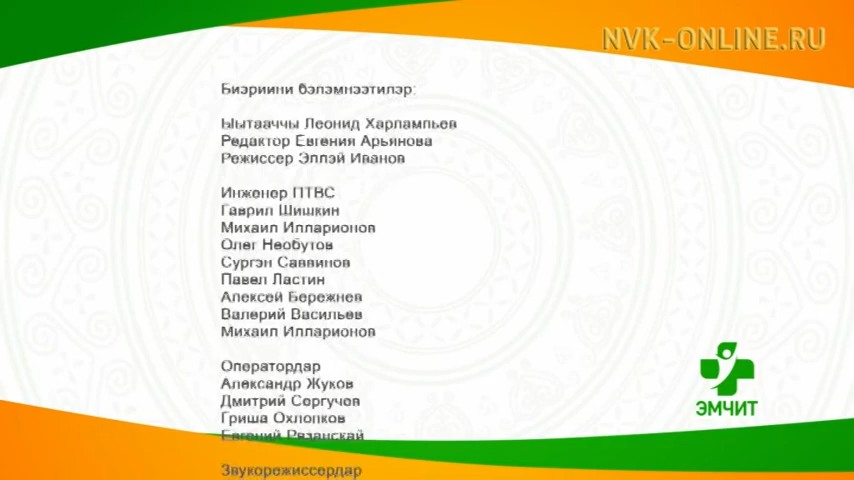 NVK-ONLINE.RU
Биэриини бэлэмнээтилэр:
Ыытааччы Леонид Харлампьев
Редактор Евгения Арьянова
Режиссер Эллэй Иванов
Инженер ПТВС
Гаврил Шишкин
Михаил Илларионов
Олег Необутов
Сургэн Саввинов
Павел Ластин
Алексей Бережнев
Валерий Васильев
Михаил Илларионов
Оператордар
Александр Жуков
Дмитрий Сергучев
Гриша Охлопков
Евгений Рязанскай
Звукорежиссердар
ЭМЧИТ